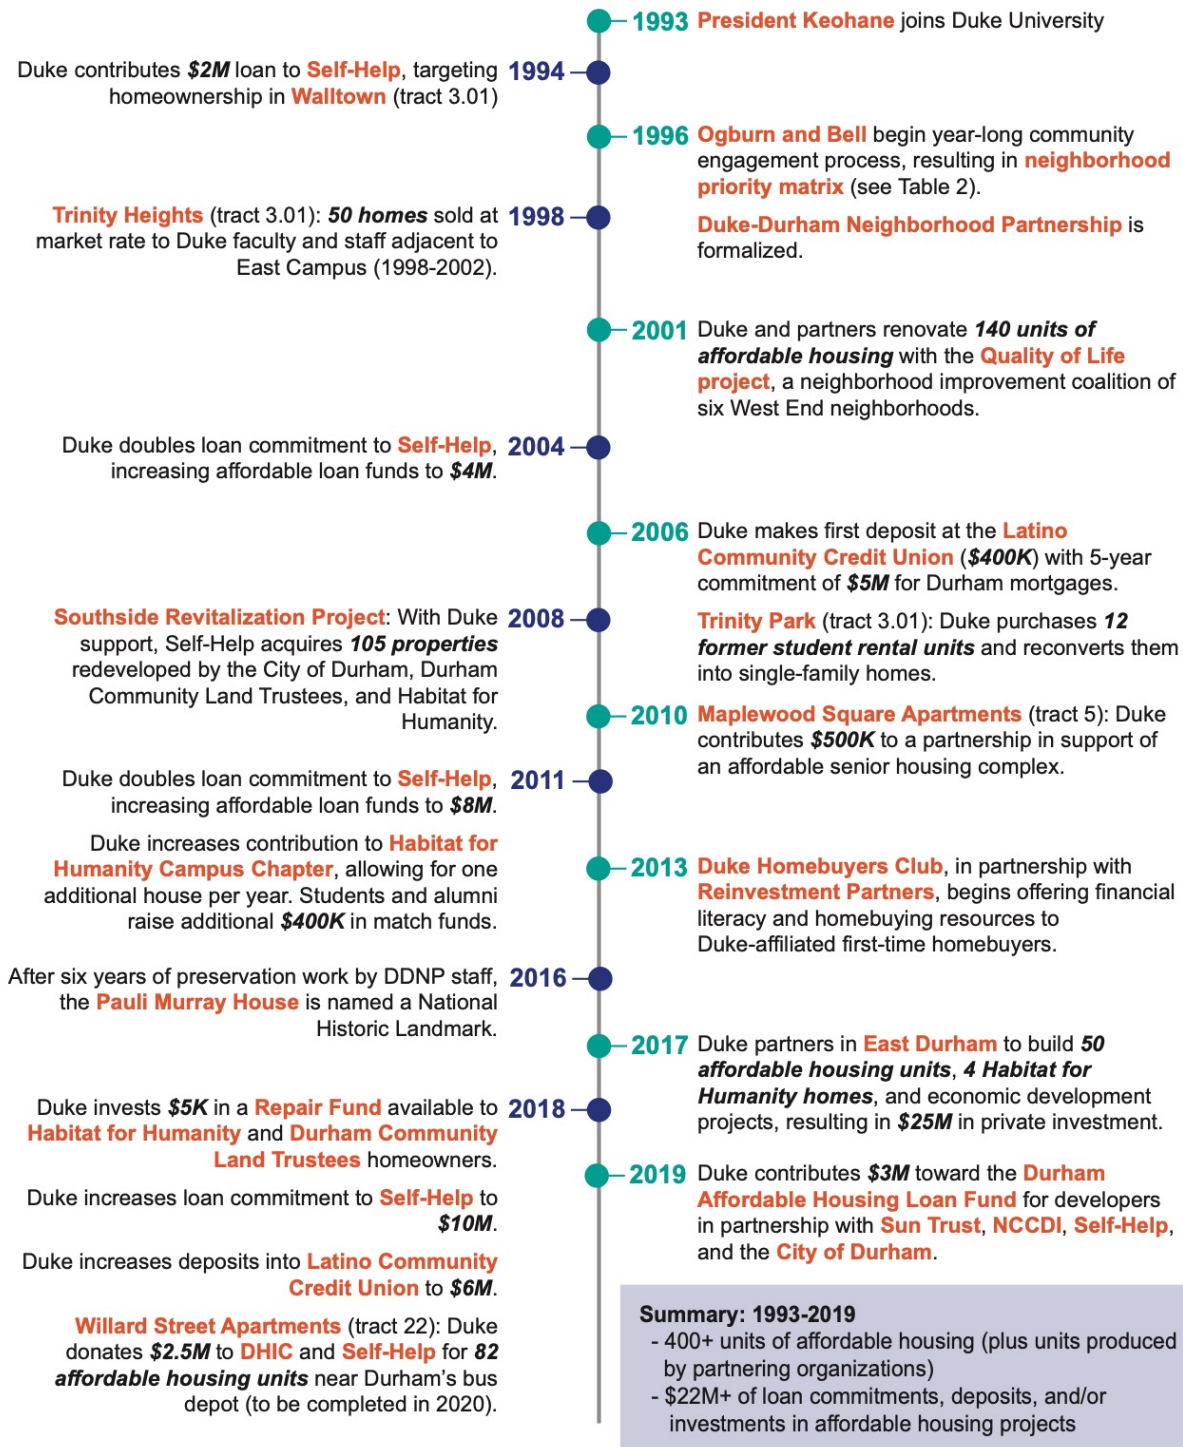 1993 President Keohane joins Duke University
1994 Duke contributes $2M loan to Self-Help, targeting
homeownership in Walltown (tract 3.01)
1996 Ogburn and Bell begin year-long community
engagement process, resulting in neighborhood
priority matrix (see Table 2).
Duke-Durham Neighborhood Partnership is
formalized.
Trinity Heights (tract 3.01): 50 homes sold at 1998
market rate to Duke faculty and staff adjacent to
East Campus (1998-2002).
2001 Duke and partners renovate 140 units of
affordable housing with the Quality of Life
project, a neighborhood improvement coalition of
six West End neighborhoods.
Duke doubles loan commitment to Self-Help, 2004
increasing affordable loan funds to $4M.
2006 Duke makes first deposit at the Latino
Community Credit Union ($400K) with 5-year
commitment of $5M for Durham mortgages.
Trinity Park (tract 3.01): Duke purchases 12
former student rental units and reconverts them
into single-family homes.
Southside Revitalization Project: With Duke 2008
support, Self-Help acquires 105 properties
redeveloped by the City of Durham, Durham
Community Land Trustees, and Habitat for
Humanity.
2010 Maplewood Square Apartments (tract 5): Duke
contributes $500K to a partnership in support of
an affordable senior housing complex.
Duke doubles loan commitment to Self-Help, 2011
increasing affordable loan funds to $8M.
Duke increases contribution to Habitat for
Humanity Campus Chapter, allowing for one
additional house per year. Students and alumni
raise additional $400K in match funds.
2013 Duke Homebuyers Club, in partnership with
Reinvestment Partners, begins offering financial
literacy and homebuying resources to
Duke-affiliated first-time homebuyers.
After six years of preservation work by DDNP staff, 2016
the Pauli Murray House is named a National
Historic Landmark.
2017 Duke partners in East Durham to build 50
affordable housing units, 4 Habitat for
Humanity homes, and economic development
projects, resulting in $25M in private investment.
Duke invests $5K in a Repair Fund available to 2018
Habitat for Humanity and Durham Community
Land Trustees homeowners.
Duke increases loan commitment to Self-Help to
$10M.
Duke increases deposits into Latino Community
Credit Union to $6M.
Willard Street Apartments (tract 22): Duke
donates $2.5M to DHIC and Self-Help for 82
affordable housing units near Durham's bus
depot (to be completed in 2020).
2019 Duke contributes $3M toward the Durham
Affordable Housing Loan Fund for developers
in partnership with Sun Trust, NCCDI, Self-Help,
and the City of Durham.
Summary: 1993-2019
- 400+ units of affordable housing (plus units produced
by partnering organizations)
- $22M+ of loan commitments, deposits, and/or
investments in affordable housing projects